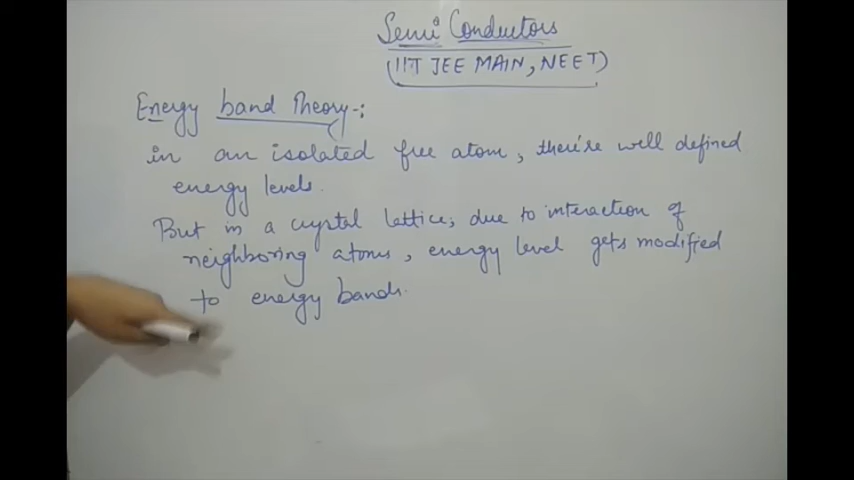 Semi Conductors
(IIT JEE MAIN, NEET)
Energy band Theory -:
in an isolated free atom, there're well defined
energy levels.
But in a crystal lattice, due to interaction of
neighboring atoms, energy level gets modified
to energy bands.